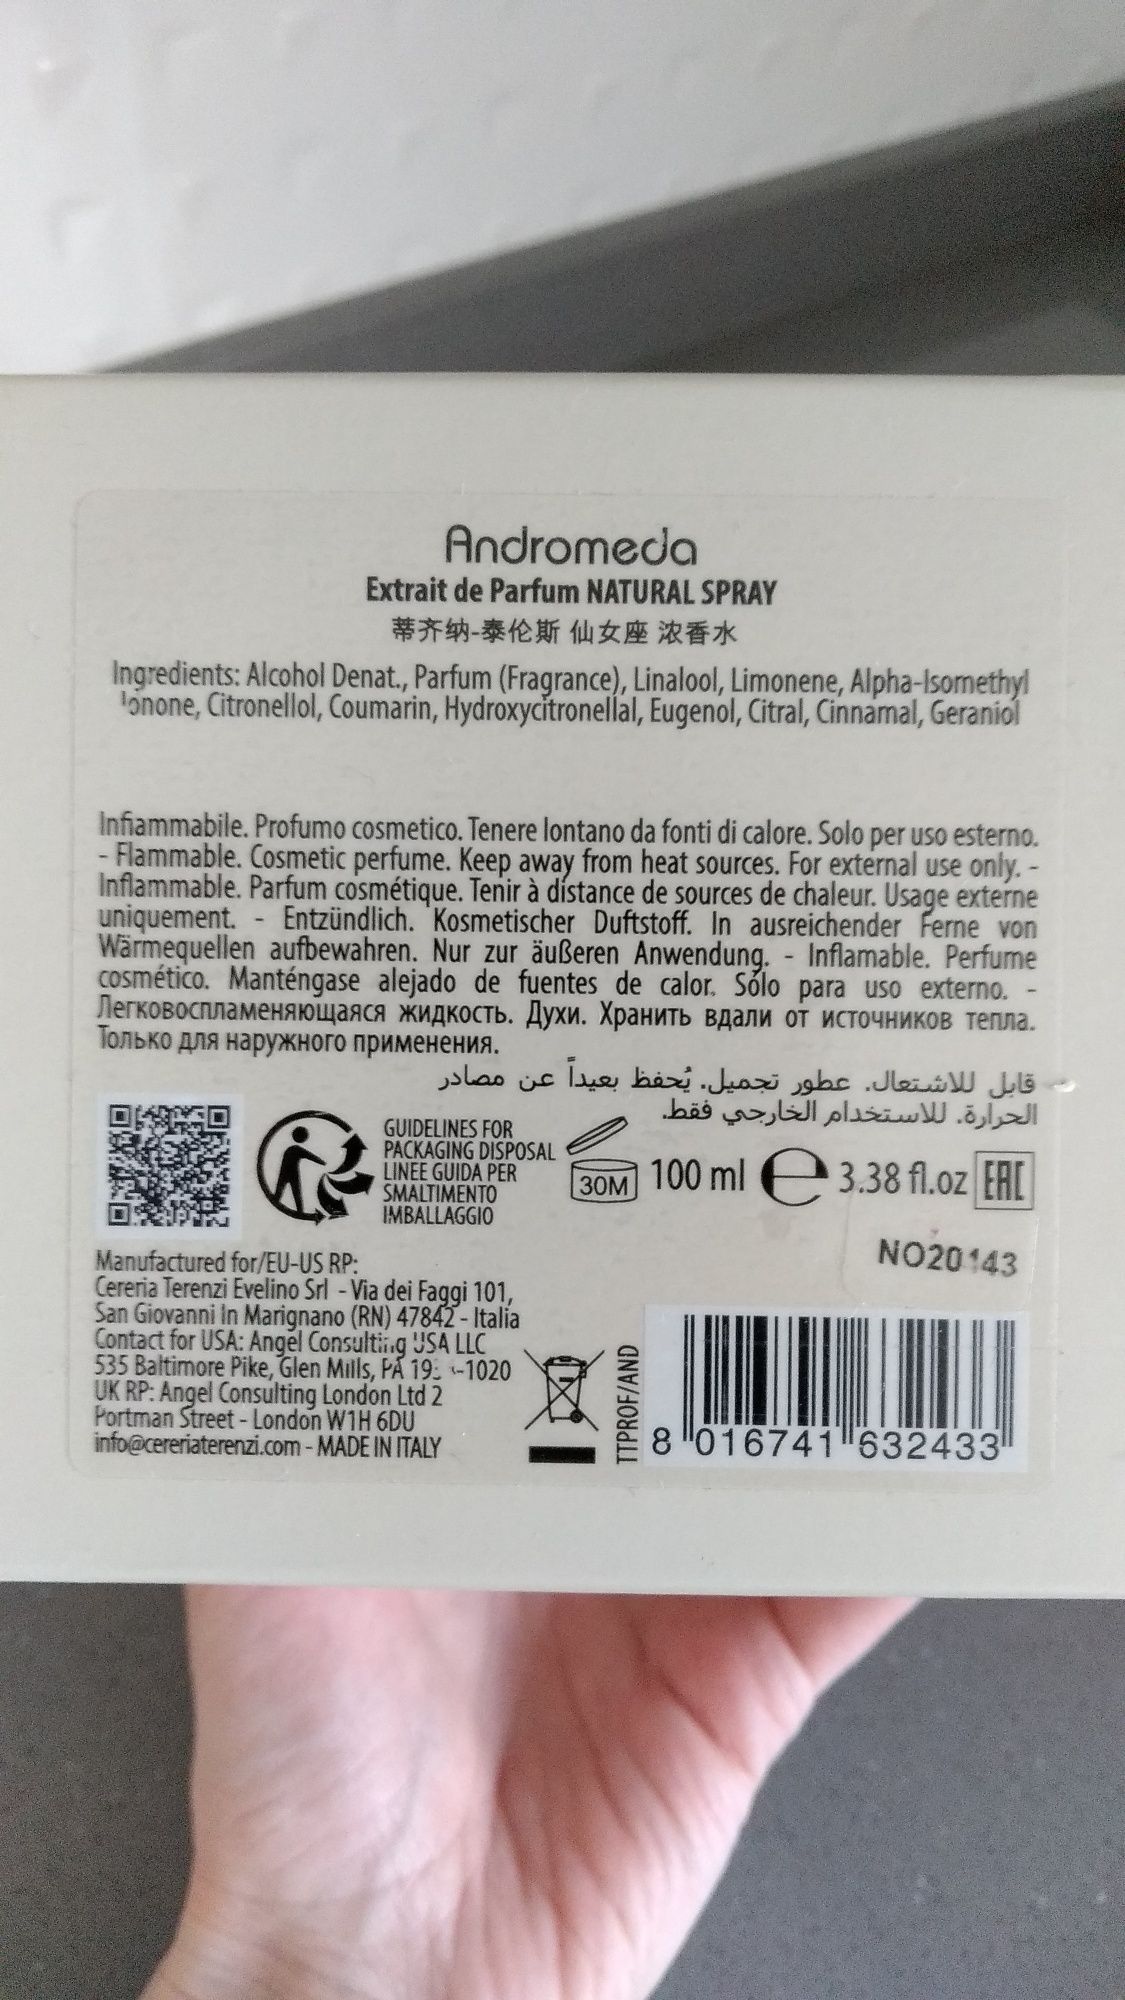 Andromeda
Extrait de Parfum NATURAL SPRAY
蒂齐纳-泰伦斯 仙女座 浓香水
Ingredients: Alcohol Denat., Parfum (Fragrance), Linalool, Limonene, Alpha-Isomethyl
Ionone, Citronellol, Coumarin, Hydroxycitronellal, Eugenol, Citral, Cinnamal, Geraniol
Infiammabile. Profumo cosmetico. Tenere lontano da fonti di calore. Solo per uso esterno.
- Flammable. Cosmetic perfume. Keep away from heat sources. For external use only. -
Inflammable. Parfum cosmétique. Tenir à distance de sources de chaleur. Usage externe
uniquement. - Entzündlich. Kosmetischer Duftstoff. In ausreichender Ferne von
Wärmequellen aufbewahren. Nur zur äußeren Anwendung. - Inflamable. Perfume
cosmético. Manténgase alejado de fuentes de calor. Sólo para uso externo. -
Легковоспламеняющаяся жидкость. Духи. Хранить вдали от источников тепла.
Только для наружного применения.
قابل للاشتعال. عطور تجميل. يُحفظ بعيداً عن مصادر
الحرارة. للاستخدام الخارجي فقط.
GUIDELINES FOR
PACKAGING DISPOSAL
LINEE GUIDA PER
SMALTIMENTO
IMBALLAGGIO
30M
100 ml e 3.38 fl.oz EAC
NO20143
Manufactured for/EU-US RP:
Cereria Terenzi Evelino Srl - Via dei Faggi 101,
San Giovanni In Marignano (RN) 47842 - Italia
Contact for USA: Angel Consulting USA LLC
535 Baltimore Pike, Glen Mills, PA
UK RP: Angel Consulting London Ltd 2
Portman Street - London W1H 6DU
info@cereriaterenzi.com - MADE IN ITALY
TTPROF/AND
8 016741 632433